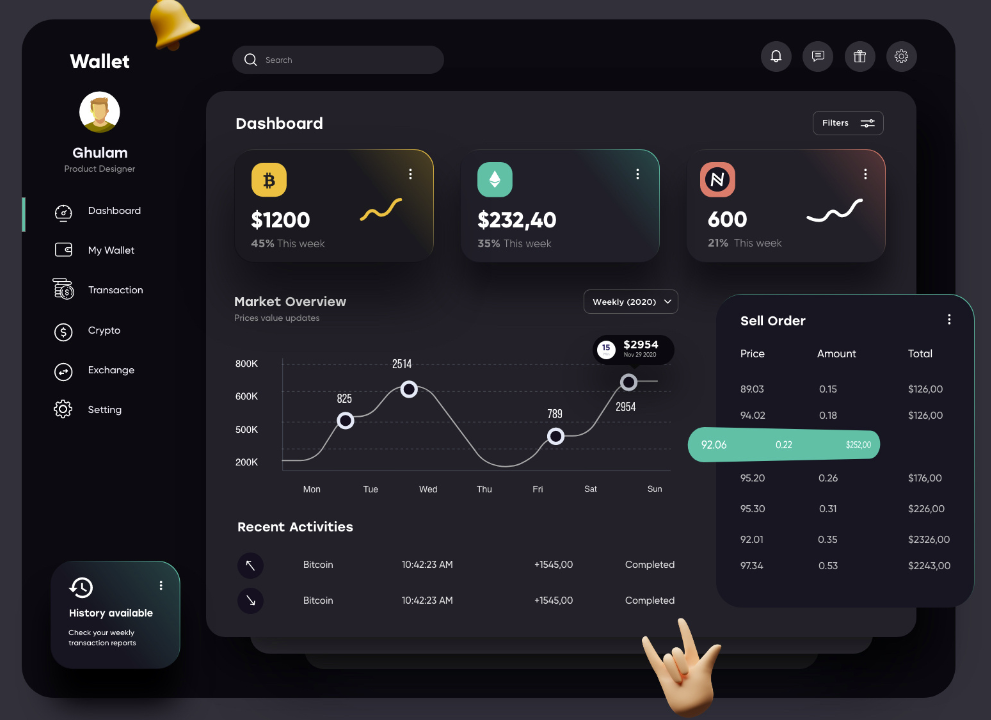 Wallet
Search
Ghulam
Product Designer
Dashboard
My Wallet
Transaction
Crypto
Exchange
Setting
History available
Check your weekly
transaction reports
Dashboard
Filters
$1200
45% This week
$232,40
35% This week
600
21% This week
Market Overview
Prices value updates
Weekly (2020)
15 $2954
Nov 29 2020
800K
600K
500K
200K
825
2514
789
2954
Mon Tue Wed Thu Fri Sat Sun
Recent Activities
Bitcoin 10:42:23 AM +1545,00 Completed
Bitcoin 10:42:23 AM +1545,00 Completed
Sell Order
Price Amount Total
89.03 0.15 $126,00
94.02 0.18 $126,00
92.06 0.22 $252,00
95.20 0.26 $176,00
95.30 0.31 $226,00
92.01 0.35 $2326,00
97.34 0.53 $2243,00